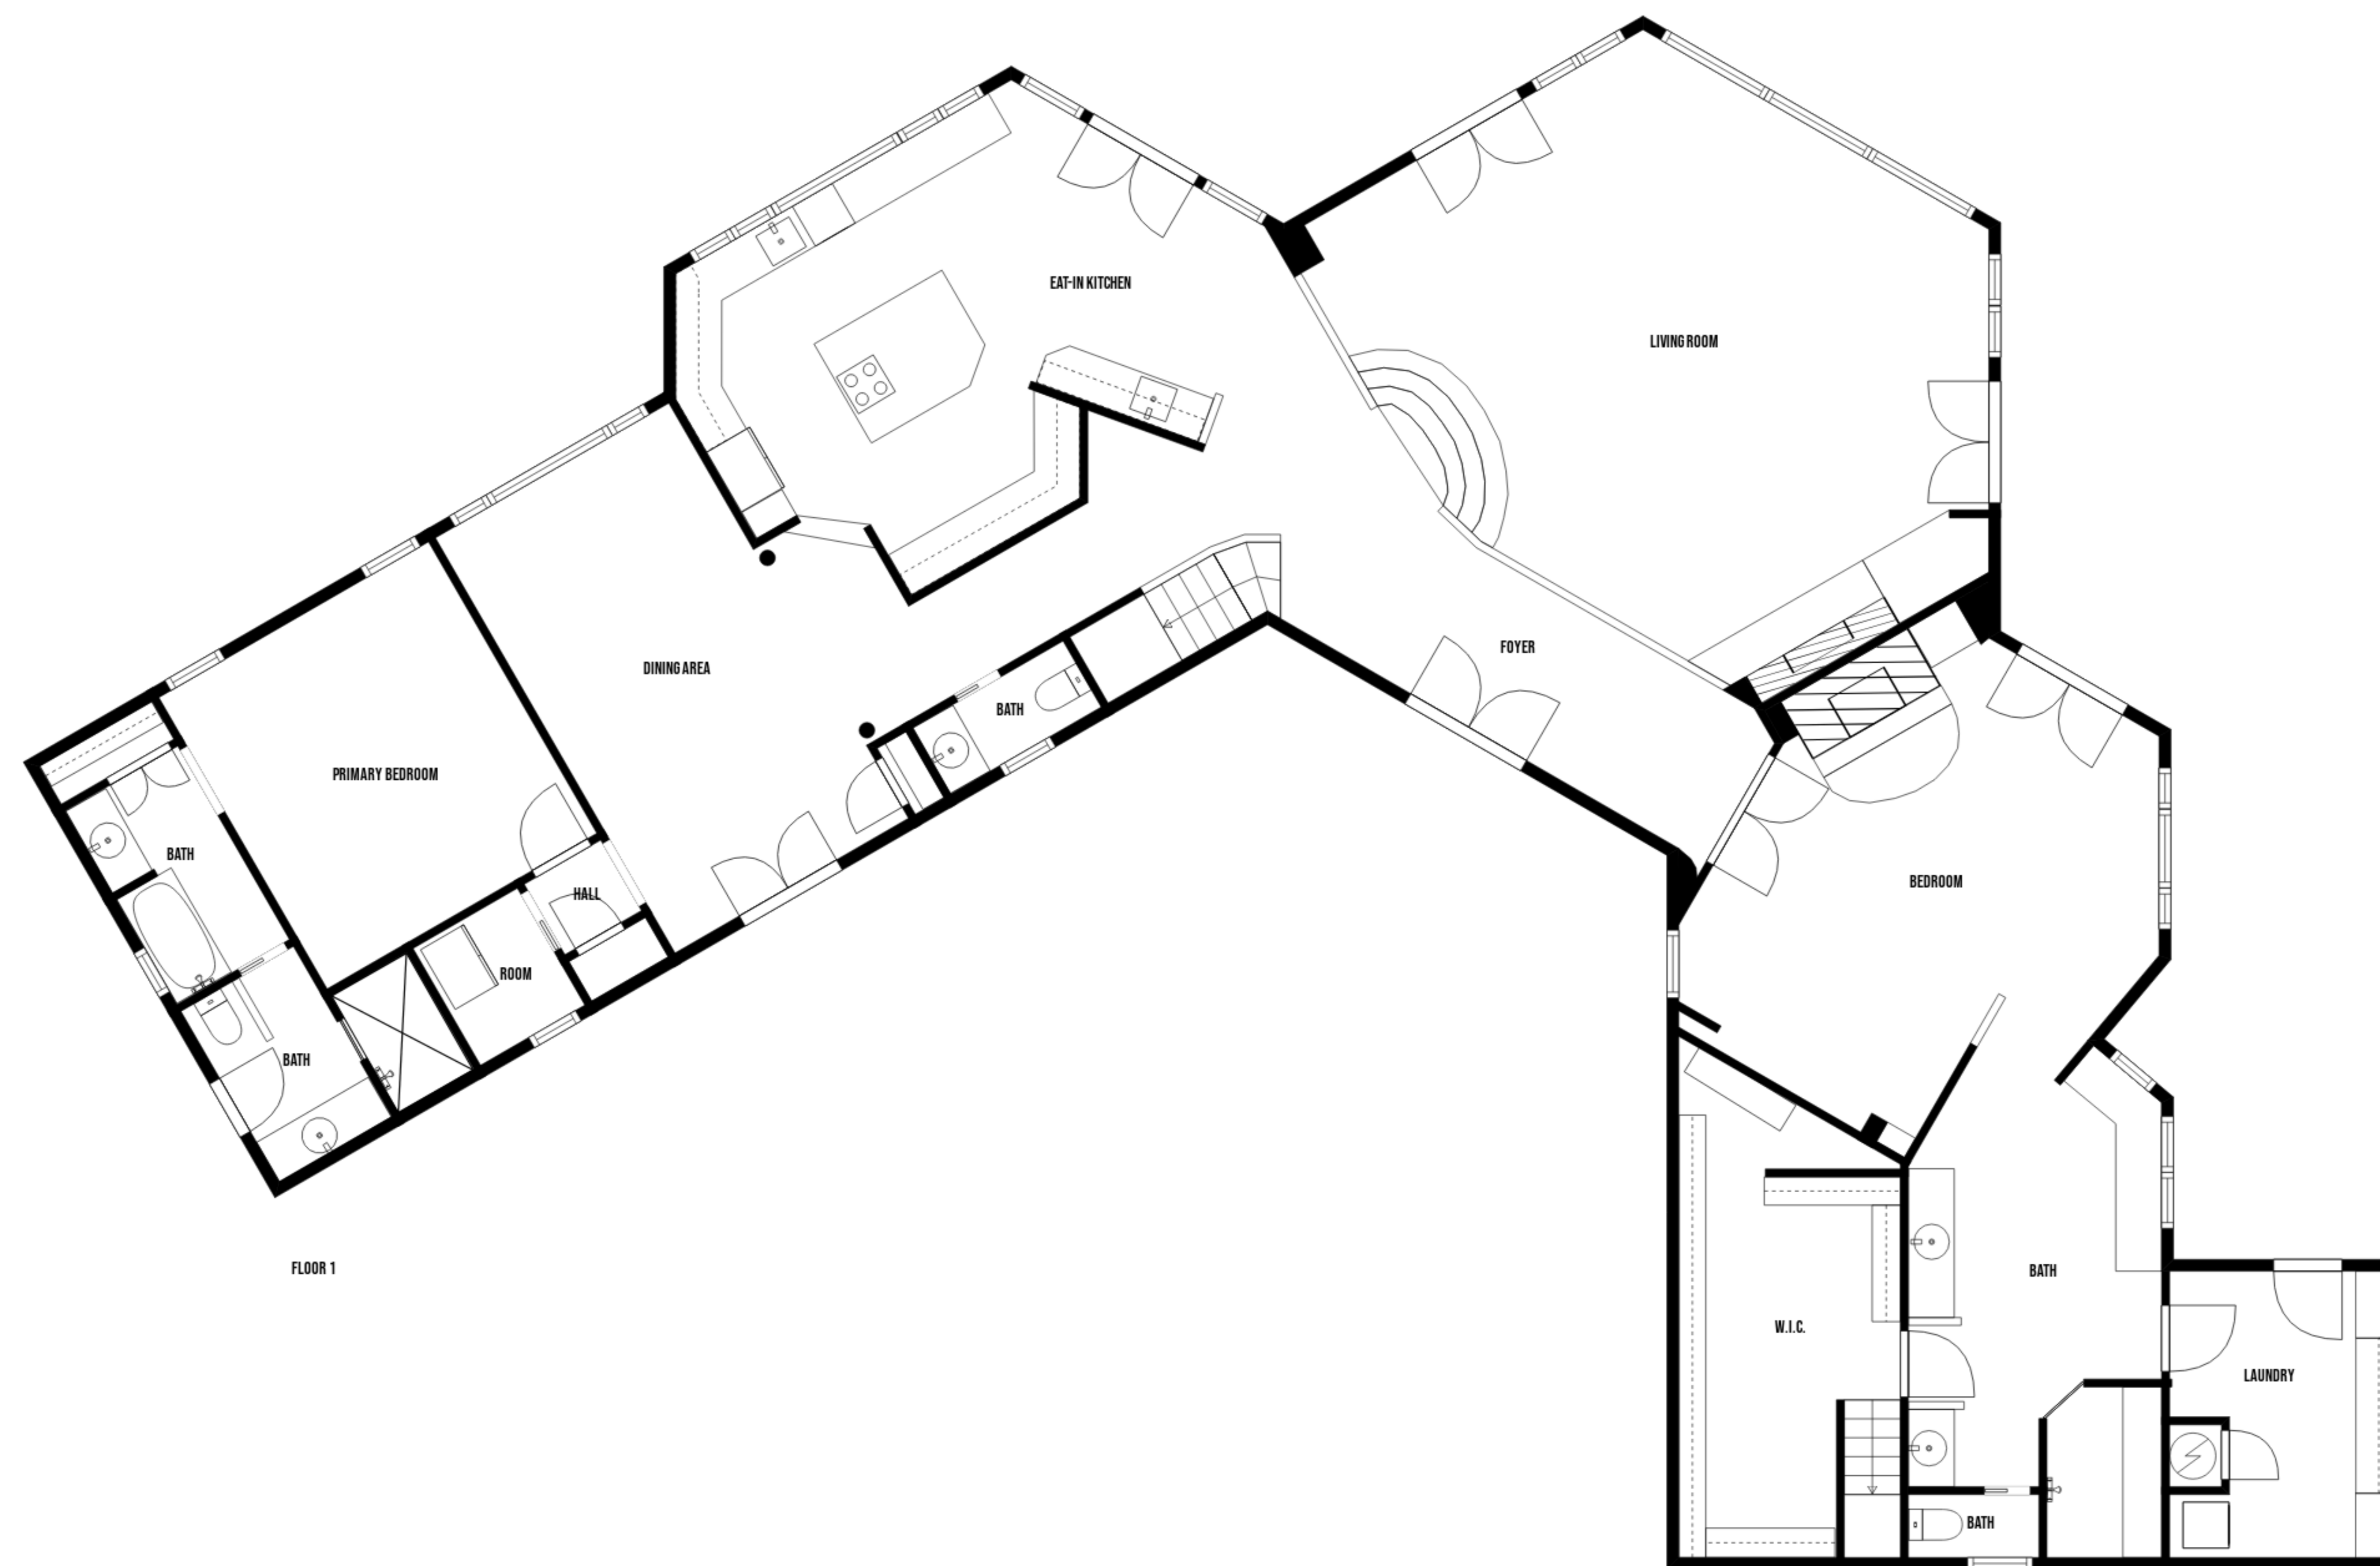 EAT-IN KITCHEN
LIVING ROOM
FOYER
DINING AREA
BATH
PRIMARY BEDROOM
BATH
BEDROOM
HALL
ROOM
BATH
FLOOR 1
BATH
W.I.C.
LAUNDRY
BATH